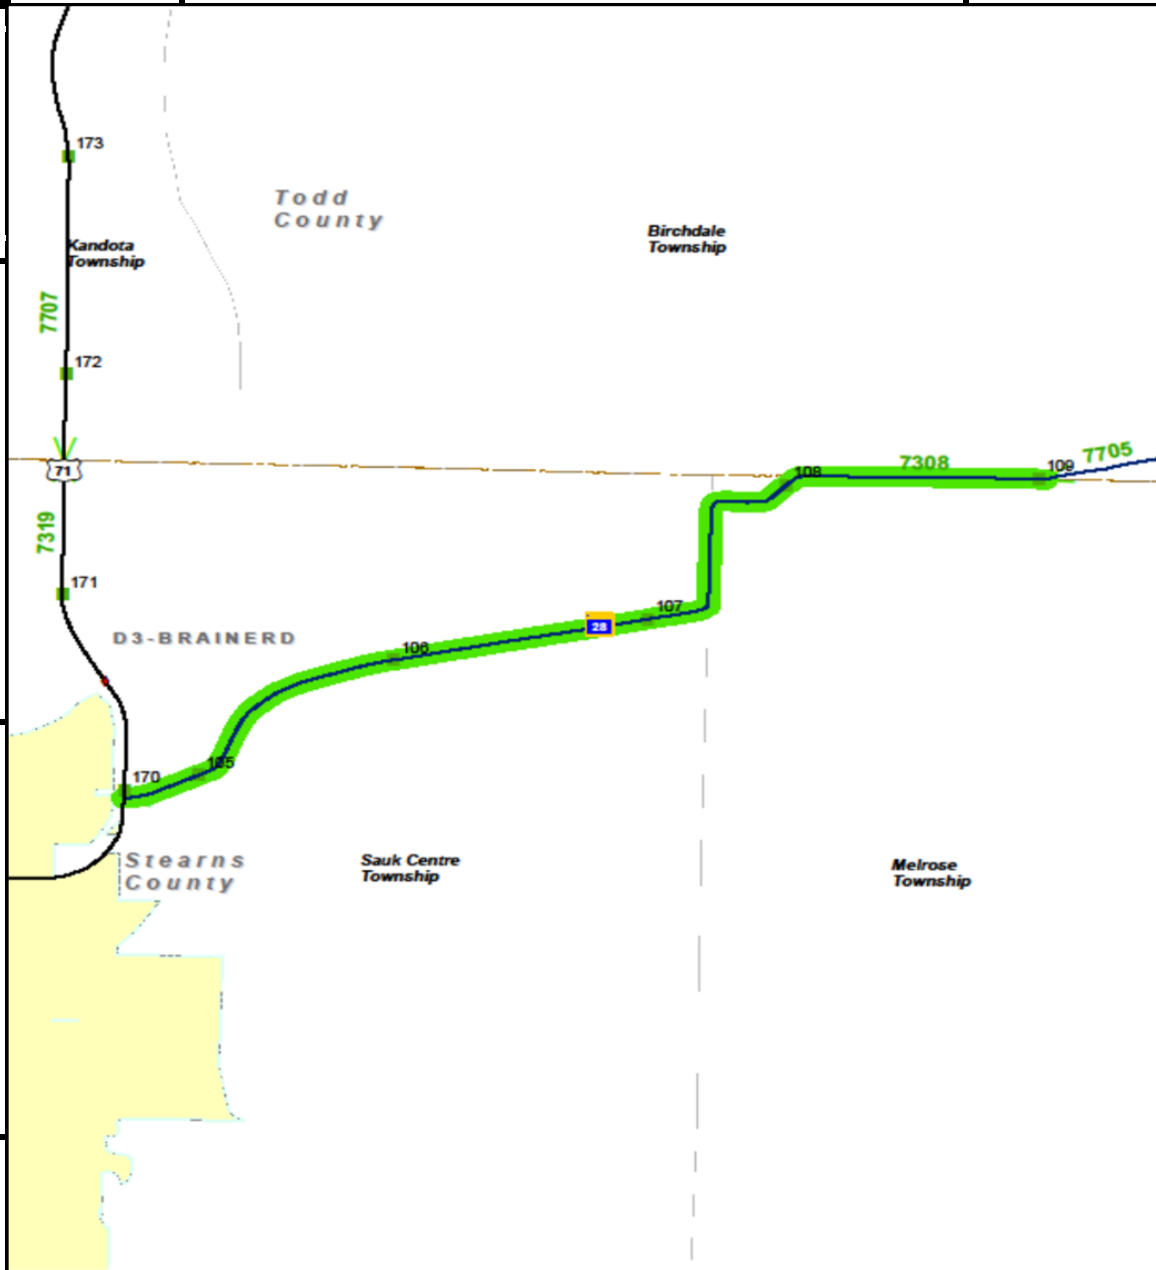 173
Todd
County
Birchdale
Township
Kandota
Township
7707
172
71
7319
171
108
7308
109
7705
107
28
106
D3-BRAINERD
105
170
Stearns
County
Sauk Centre
Township
Melrose
Township